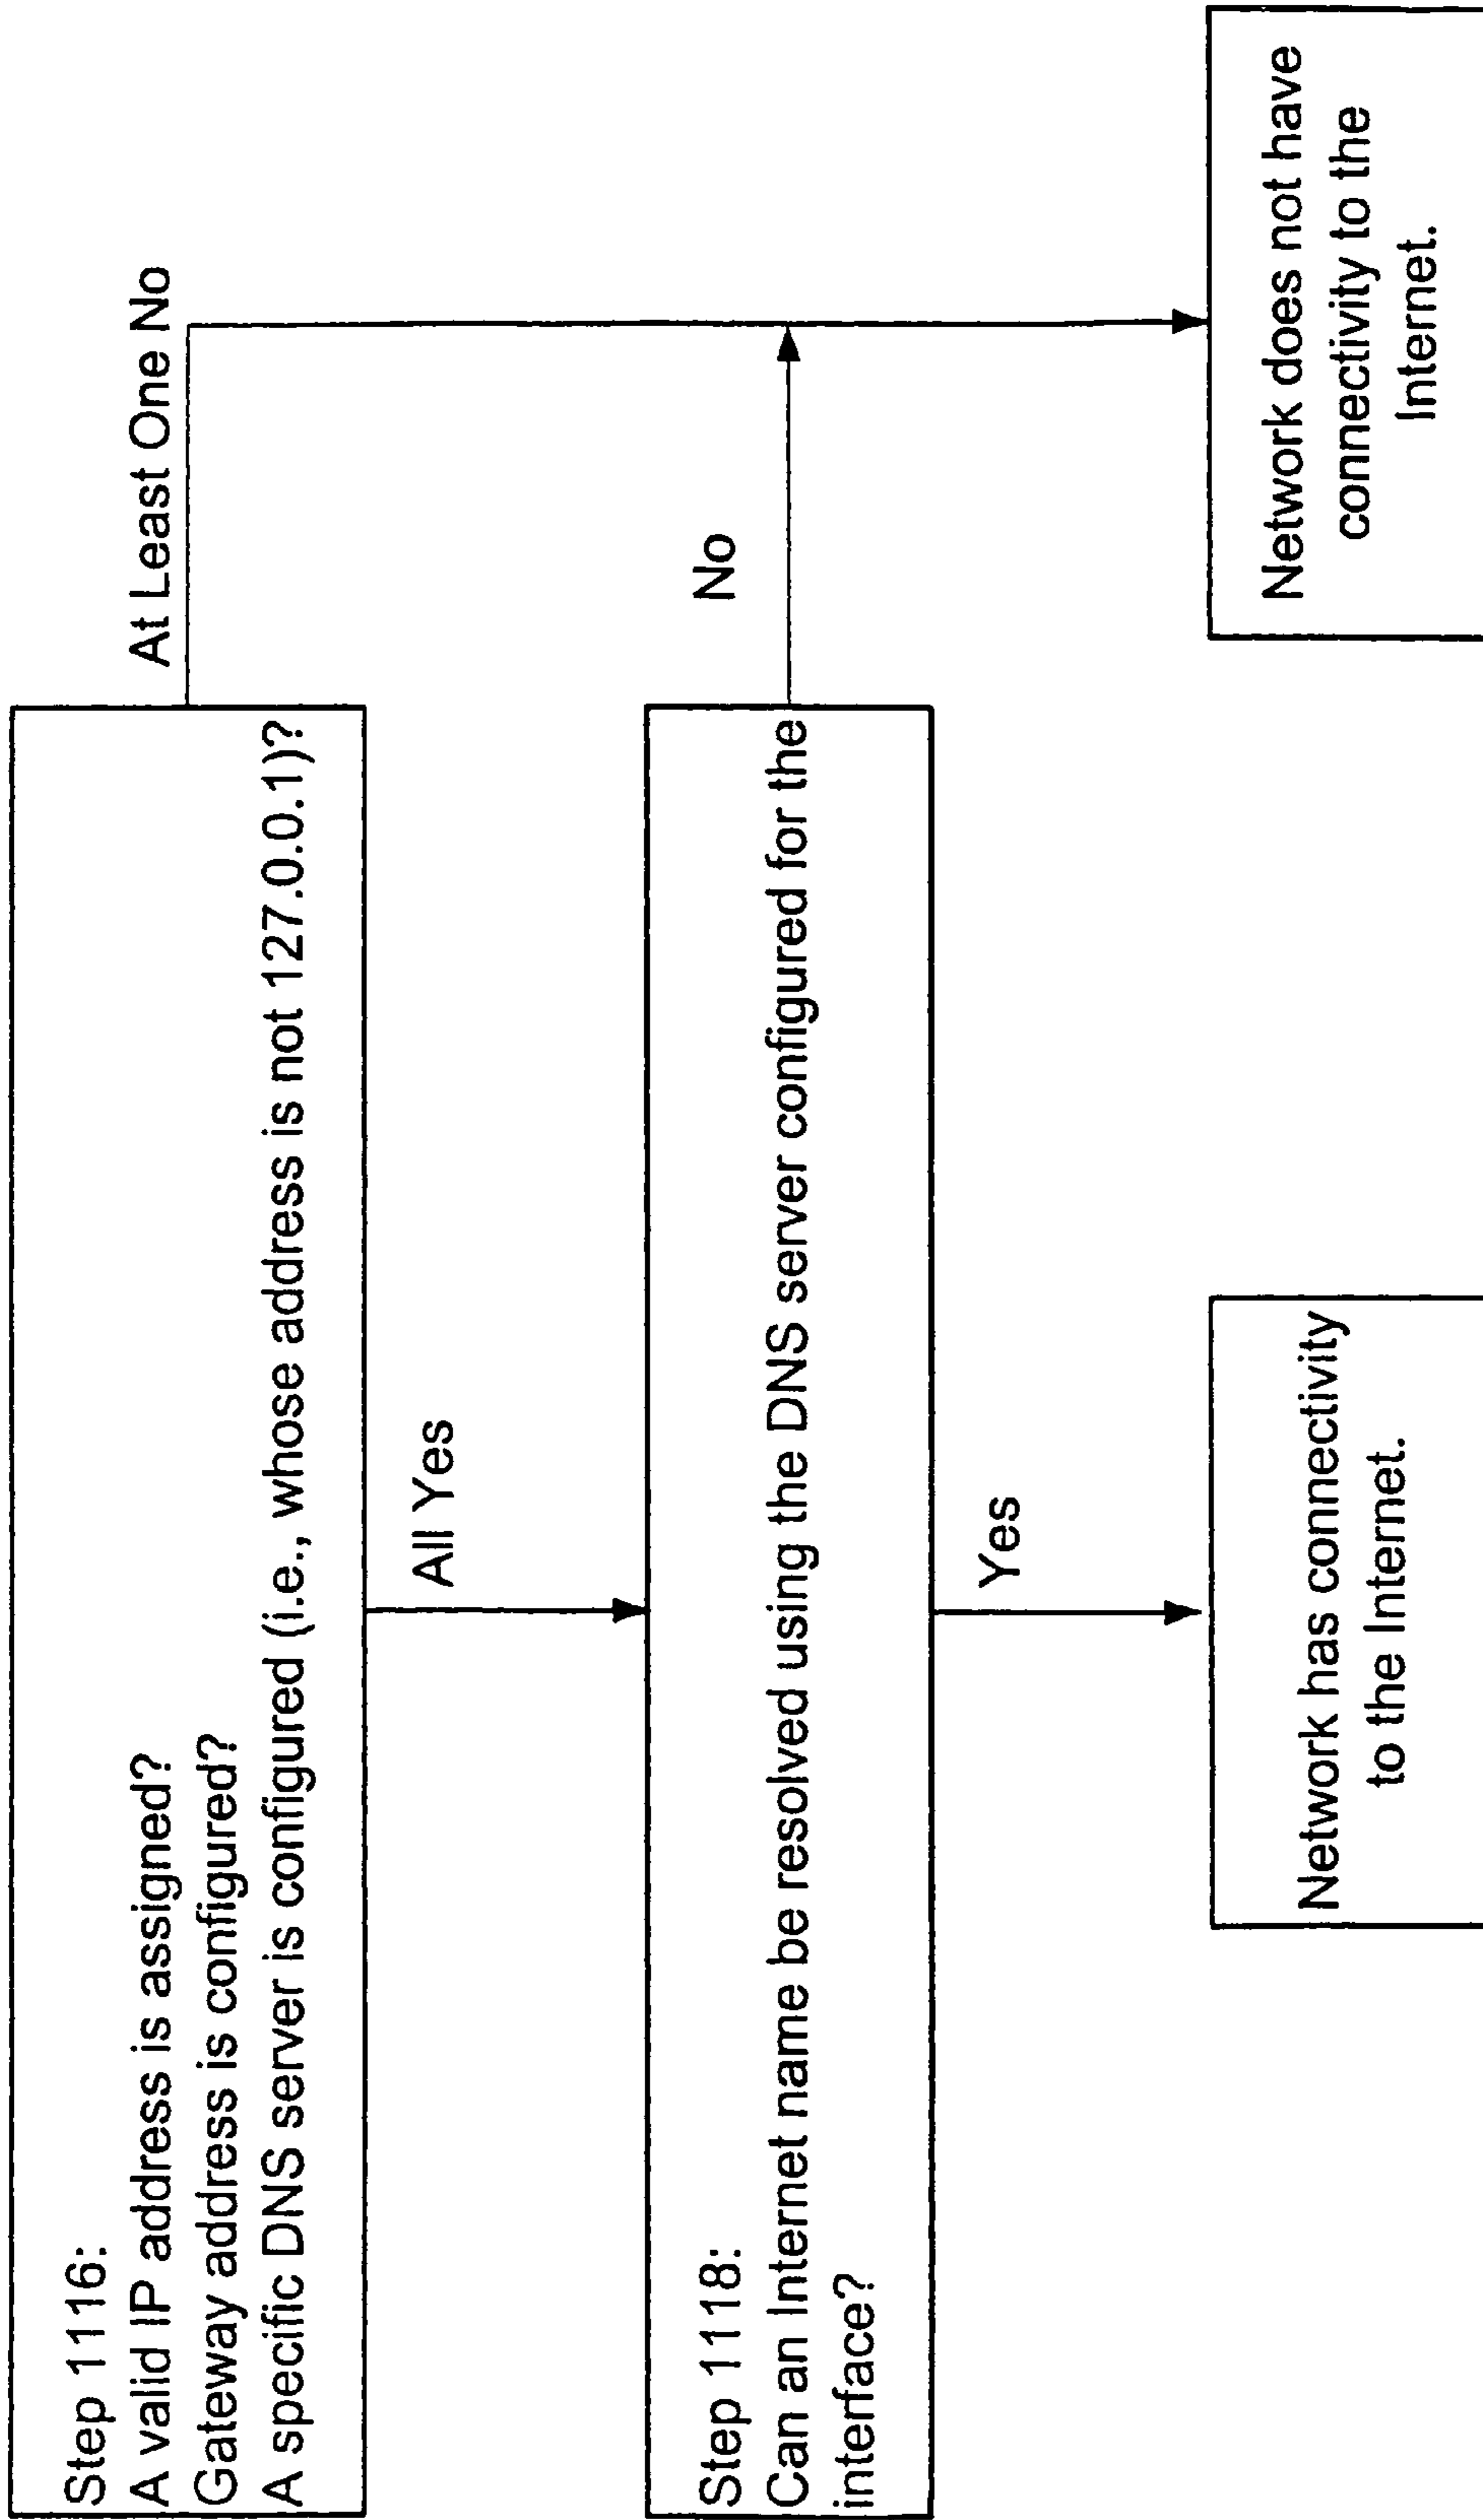 Step 1116:
A valid IP address is assigned?
Gateway address is configured?
A specific DNS server is configured (i.e., whose address is not 127.0.0.1)?
At Least One No
All Yes
Step 1118:
Can an Internet name be resolved using the DNS server configured for the
interface?
No
Yes
Network has connectivity
to the Internet.
Network does not have
connectivity to the
Internet.